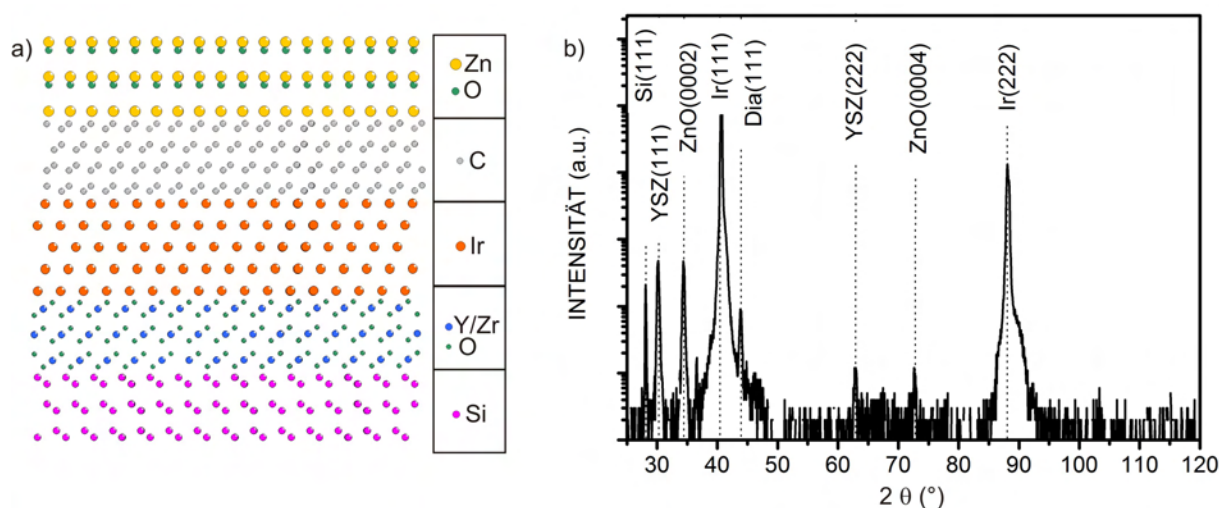 a)
Zn
O
C
Ir
Y/Zr
O
Si
b)
INTENSITÄT (a.u.)
Si(111)
YSZ(111)
ZnO(0002)
Ir(111)
Dia(111)
YSZ(222)
ZnO(0004)
Ir(222)
30 40 50 60 70 80 90 100 110 120
2 θ (°)